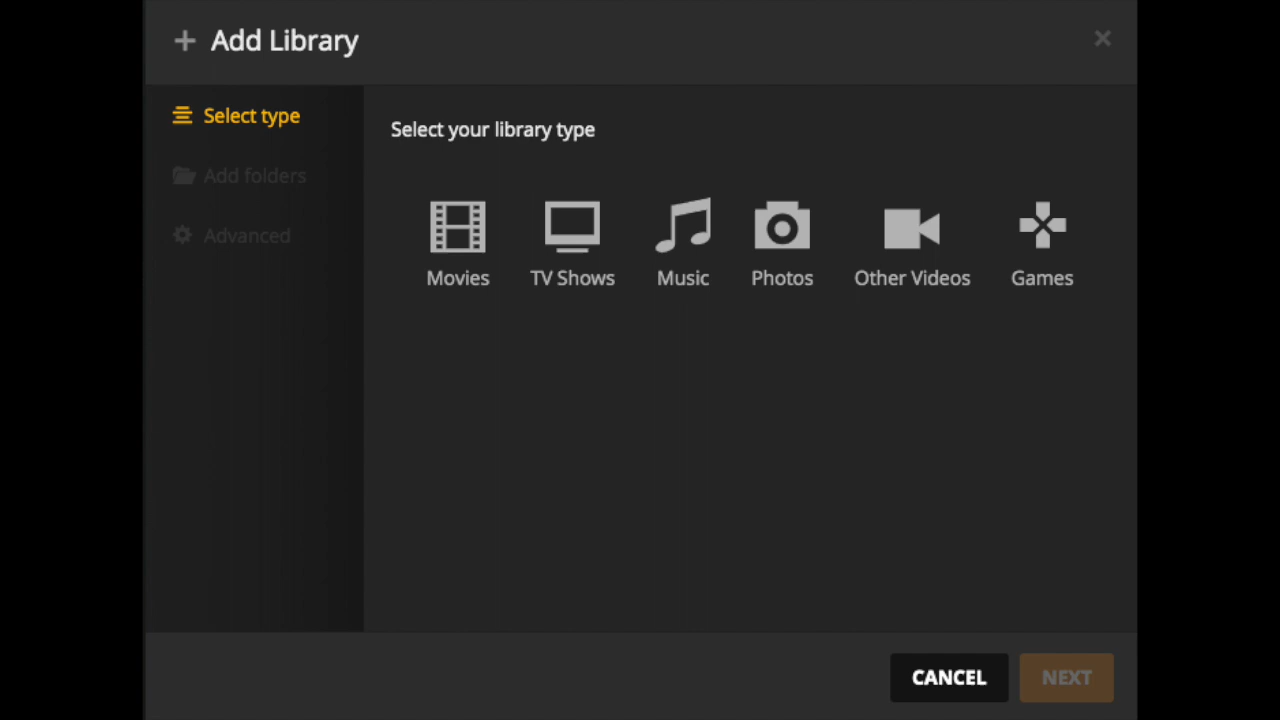 Add Library
Select type
Add folders
Advanced
Select your library type
Movies
TV Shows
Music
Photos
Other Videos
Games
CANCEL
NEXT